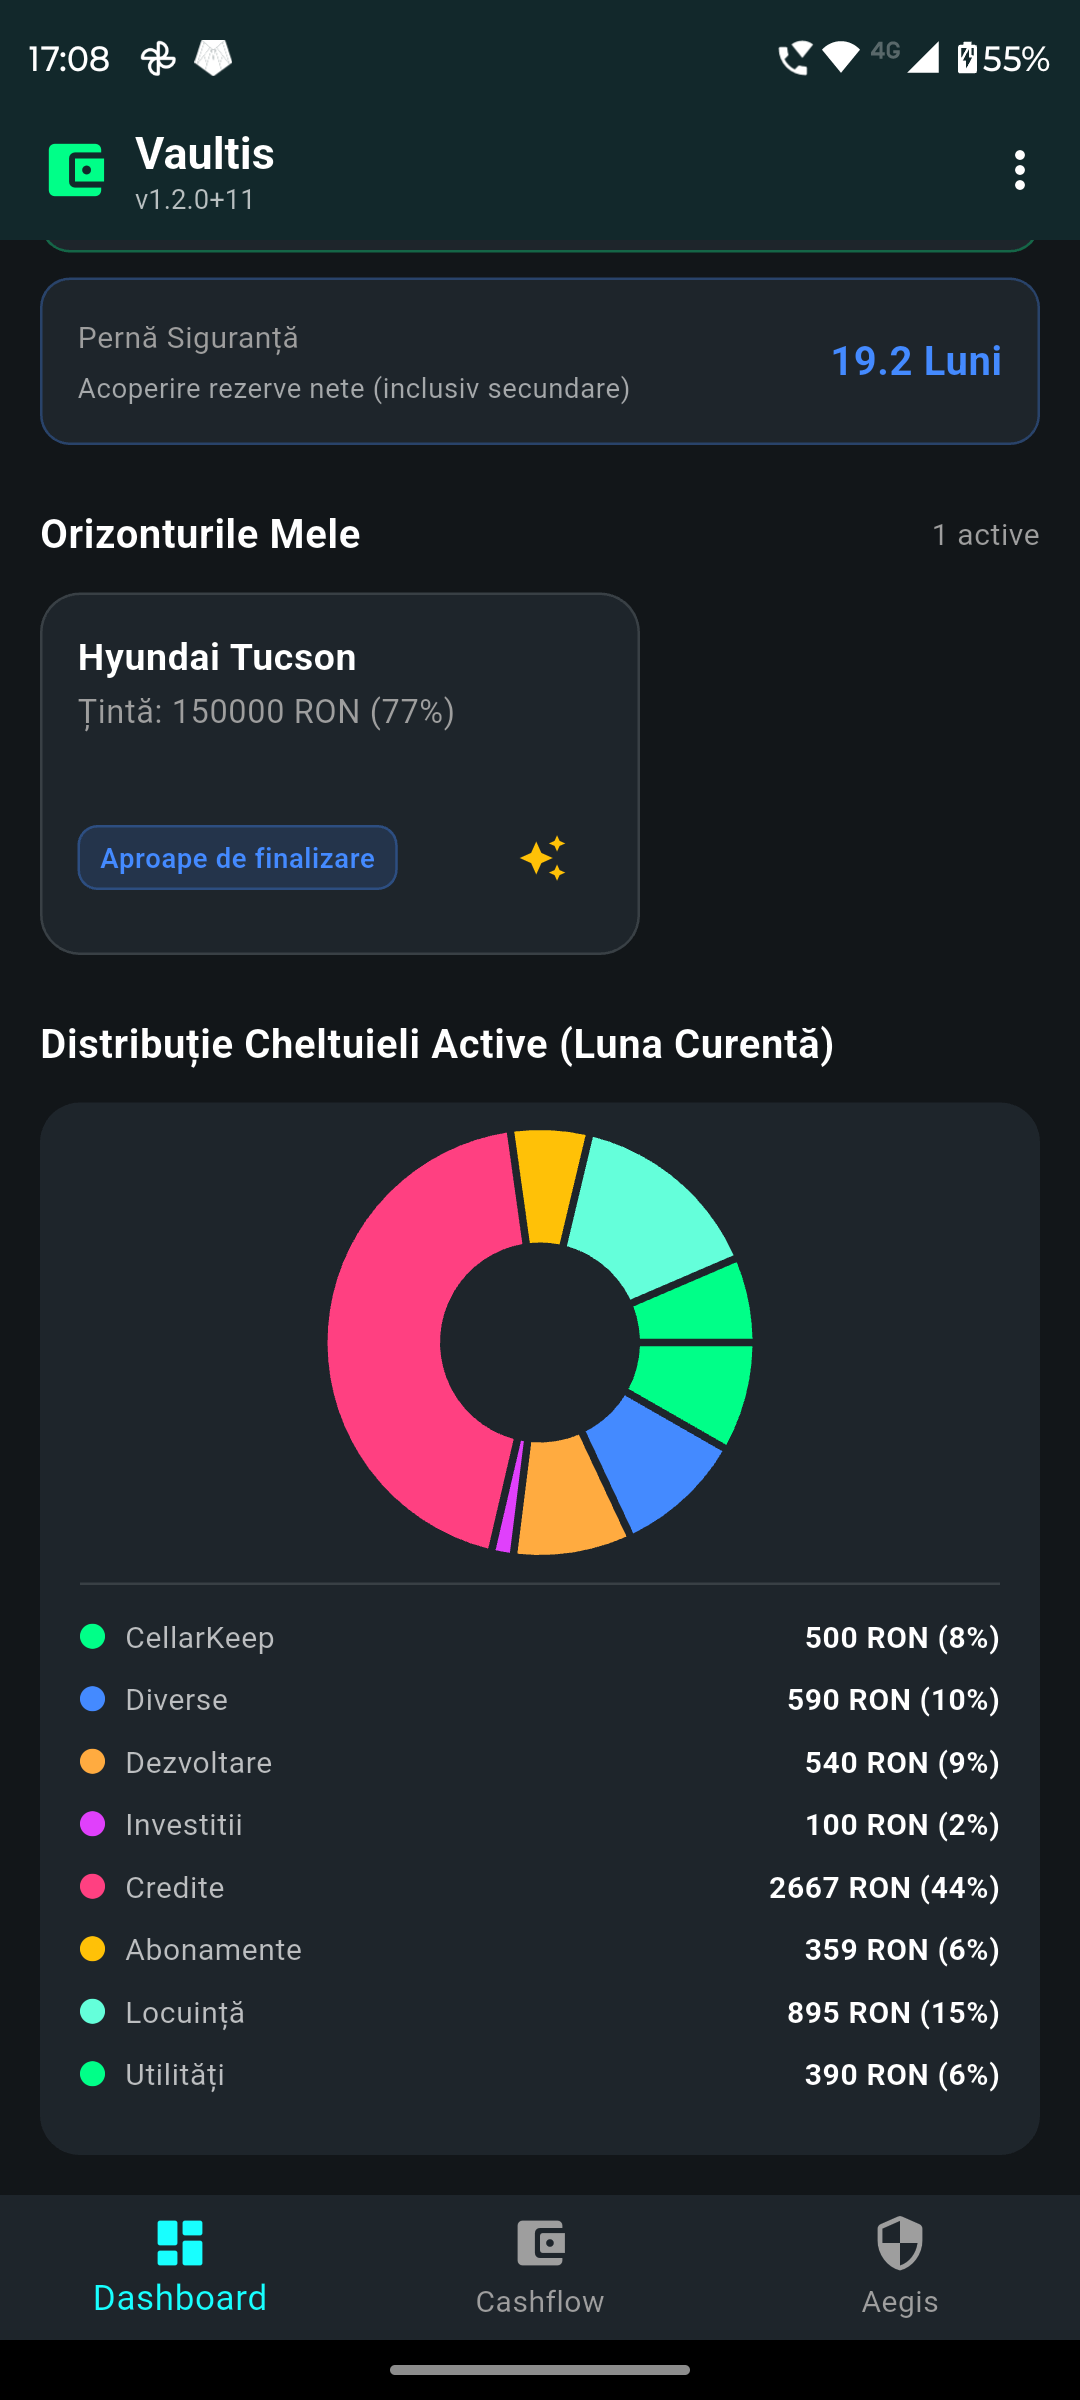 17:08
4G
55%
Vaultis
v1.2.0+11
Pernă Siguranță
Acoperire rezerve nete (inclusiv secundare)
19.2 Luni
Orizonturile Mele
1 active
Hyundai Tucson
Țintă: 150000 RON (77%)
Aproape de finalizare
Distribuție Cheltuieli Active (Luna Curentă)
CellarKeep 500 RON (8%)
Diverse 590 RON (10%)
Dezvoltare 540 RON (9%)
Investitii 100 RON (2%)
Credite 2667 RON (44%)
Abonamente 359 RON (6%)
Locuință 895 RON (15%)
Utilități 390 RON (6%)
Dashboard
Cashflow
Aegis